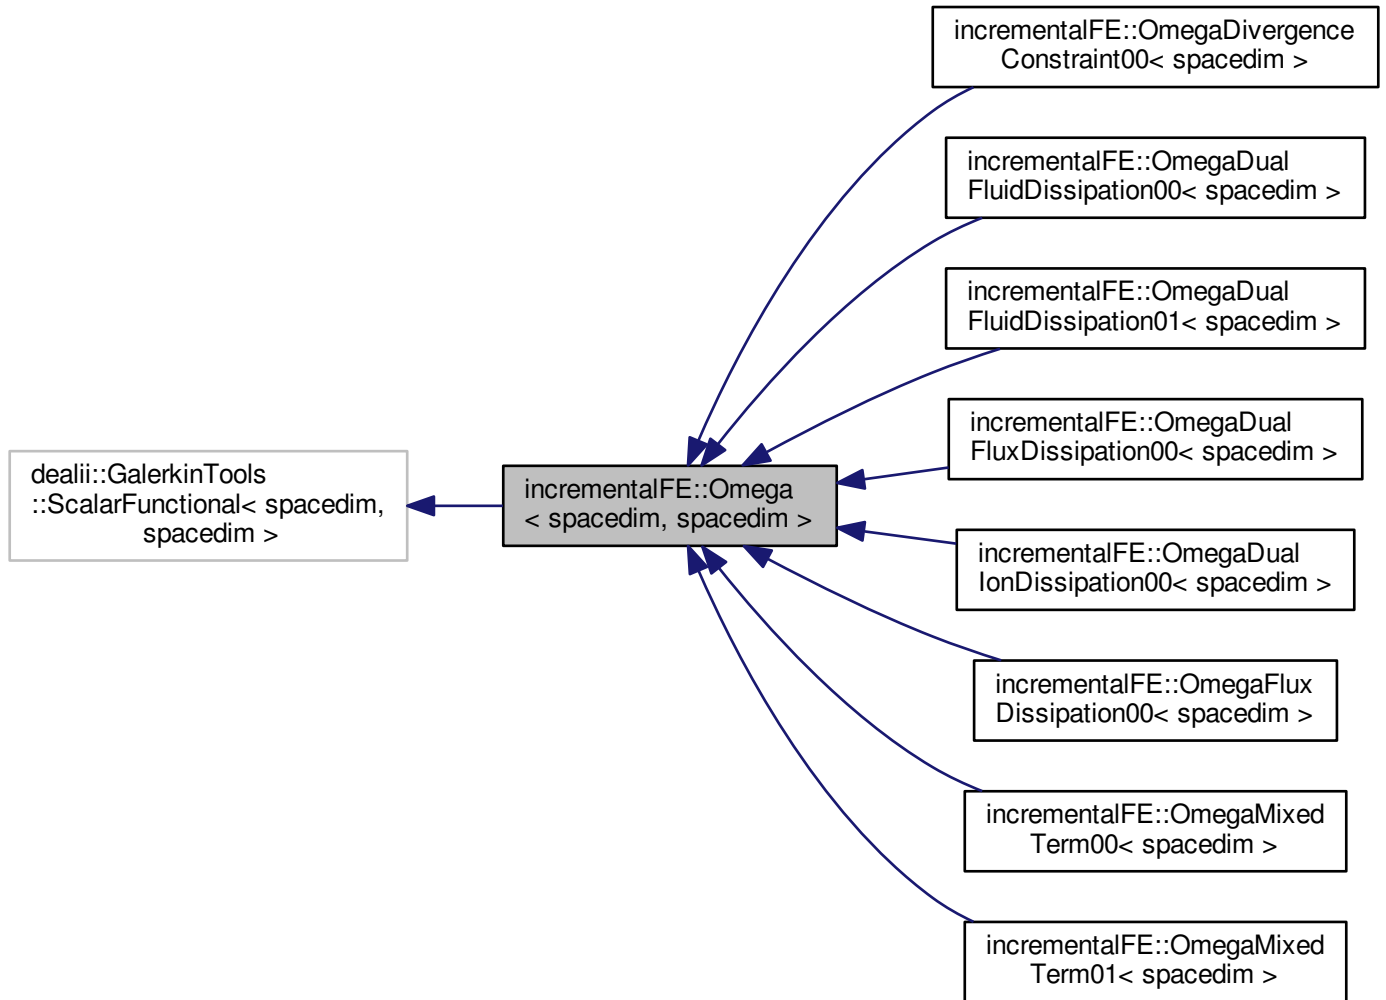 incrementalFE::OmegaDivergence
Constraint00< spacedim >
incrementalFE::OmegaDual
FluidDissipation00< spacedim >
incrementalFE::OmegaDual
FluidDissipation01< spacedim >
incrementalFE::OmegaDual
FluxDissipation00< spacedim >
dealii::GalerkinTools
::ScalarFunctional< spacedim,
spacedim >
incrementalFE::Omega
< spacedim, spacedim >
incrementalFE::OmegaDual
IonDissipation00< spacedim >
incrementalFE::OmegaFlux
Dissipation00< spacedim >
incrementalFE::OmegaMixed
Term00< spacedim >
incrementalFE::OmegaMixed
Term01< spacedim >